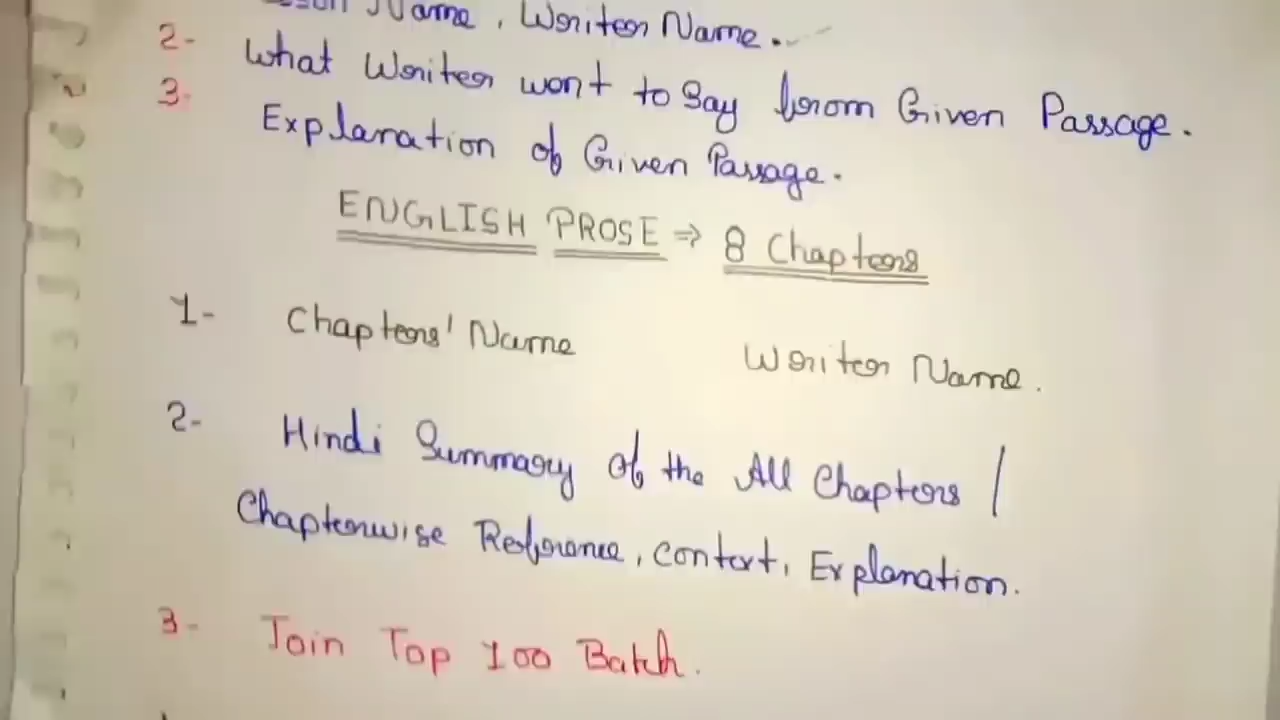 Name, Writer Name.
2- What Writer wont to Say from Given Passage.
3- Explanation of Given Passage.
ENGLISH PROSE ⇒ 8 Chapters
1- Chapters' Name Writer Name.
2- Hindi Summary of the All Chapters /
Chapterwise Reference, context, Explanation.
3- Join Top 100 Batch.